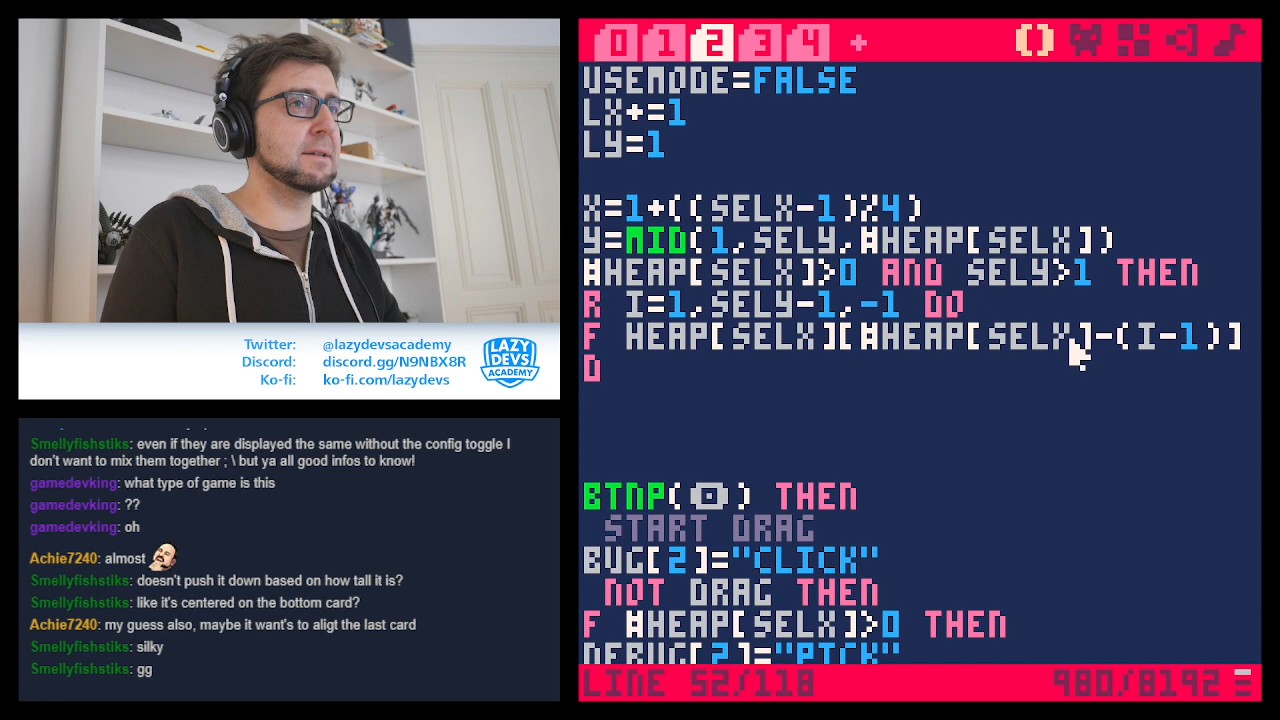 Twitter: @lazydevsacademy
Discord: discord.gg/N9NBX8R
Ko-fi: ko-fi.com/lazydevs
LAZY
DEVS
ACADEMY
Smellyfishstiks: even if they are displayed the same without the config toggle I
don't want to mix them together ; \ but ya all good infos to know!
gamedevking: what type of game is this
gamedevking: ??
gamedevking: oh
Achie7240: almost
Smellyfishstiks: doesn't push it down based on how tall it is?
Smellyfishstiks: like it's centered on the bottom card?
Achie7240: my guess also, maybe it want's to aligt the last card
Smellyfishstiks: silky
Smellyfishstiks: gg
0 1 2 3 4 +
USEMODE=FALSE
LX+=1
LY=1
X=1+((SELX-1)%4)
Y=MID(1,SELY,#HEAP[SELX])
#HEAP[SELX]>0 AND SELY>1 THEN
R I=1,SELY-1,-1 DO
F HEAP[SELX][#HEAP[SELX]-(I-1)]
D
BTNP(🅾️) THEN
START DRAG
BUG[2]="CLICK"
NOT DRAG THEN
F #HEAP[SELX]>0 THEN
DEBUG[2]="PICK"
LINE 52/118
980/8192